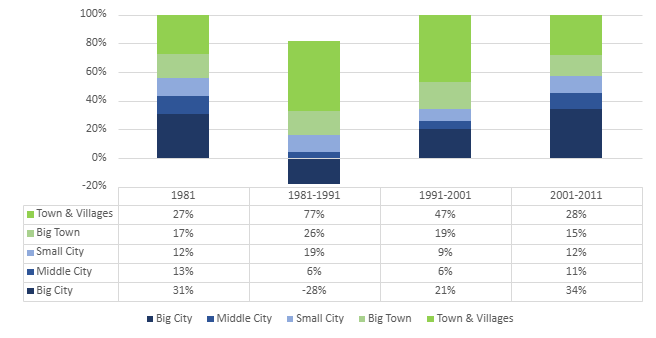 100%
80%
60%
40%
20%
0%
-20%
1981 1981-1991 1991-2001 2001-2011
Town & Villages 27% 77% 47% 28%
Big Town 17% 26% 19% 15%
Small City 12% 19% 9% 12%
Middle City 13% 6% 6% 11%
Big City 31% -28% 21% 34%
Big City Middle City Small City Big Town Town & Villages